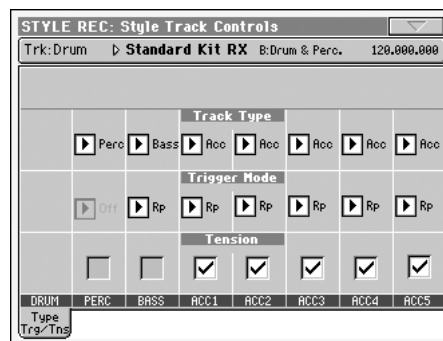 STYLE REC: Style Track Controls
Trk:Drum Standard Kit RX B:Drum & Perc. 120.000.000
Track Type
Perc Bass Acc Acc Acc Acc Acc
Trigger Mode
Off Rp Rp Rp Rp Rp Rp
Tension
DRUM PERC BASS ACC1 ACC2 ACC3 ACC4 ACC5
Type
Trg/Tns